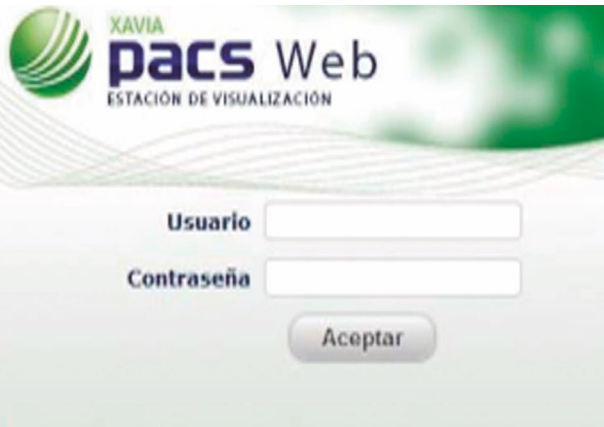 XAVIA
pacs Web
ESTACIÓN DE VISUALIZACIÓN
Usuario
Contraseña
Aceptar